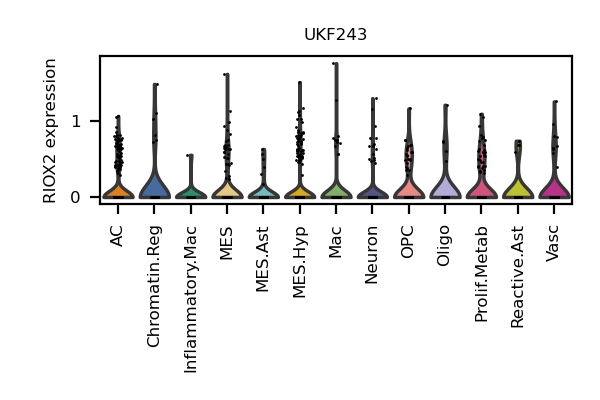 UKF243
RIOX2 expression
1
0
AC
Chromatin.Reg
Inflammatory.Mac
MES
MES.Ast
MES.Hyp
Mac
Neuron
OPC
Oligo
Prolif.Metab
Reactive.Ast
Vasc